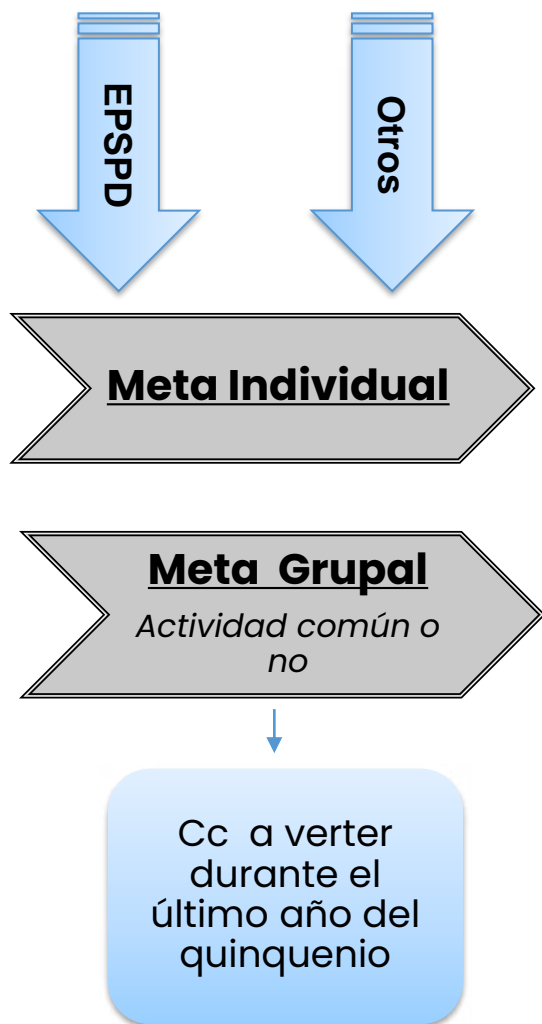 EPSPD
Otros
Meta Individual
Meta Grupal
Actividad común o
no
Cc a verter
durante el
último año del
quinquenio